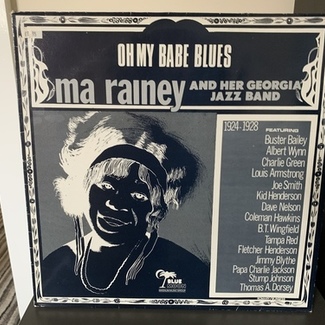 OH MY BABE BLUES
ma rainey
AND HER GEORGIA
JAZZ BAND
1924-1928
FEATURING
Buster Bailey
Albert Wynn
Charlie Green
Louis Armstrong
Joe Smith
Kid Henderson
Dave Nelson
Coleman Hawkins
B.T. Wingfield
Tampa Red
Fletcher Henderson
Jimmy Blythe
Papa Charlie Jackson
Stump Johnson
Thomas A. Dorsey
BLUE